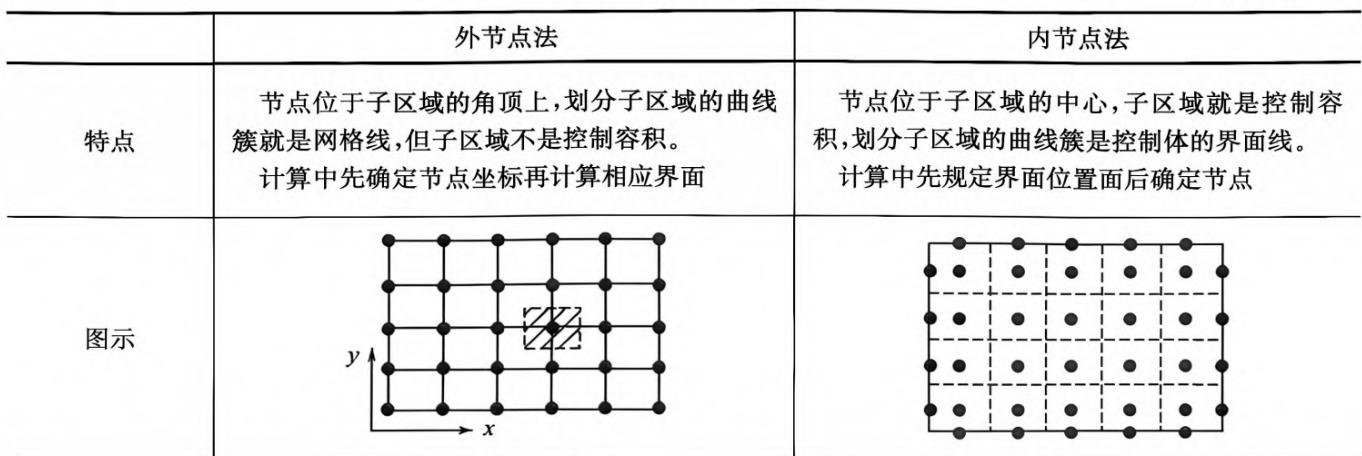 外节点法
内节点法
特点
节点位于子区域的角顶上,划分子区域的曲线
簇就是网格线,但子区域不是控制容积。
计算中先确定节点坐标再计算相应界面
节点位于子区域的中心,子区域就是控制容
积,划分子区域的曲线簇是控制体的界面线。
计算中先规定界面位置面后确定节点
图示
y
x